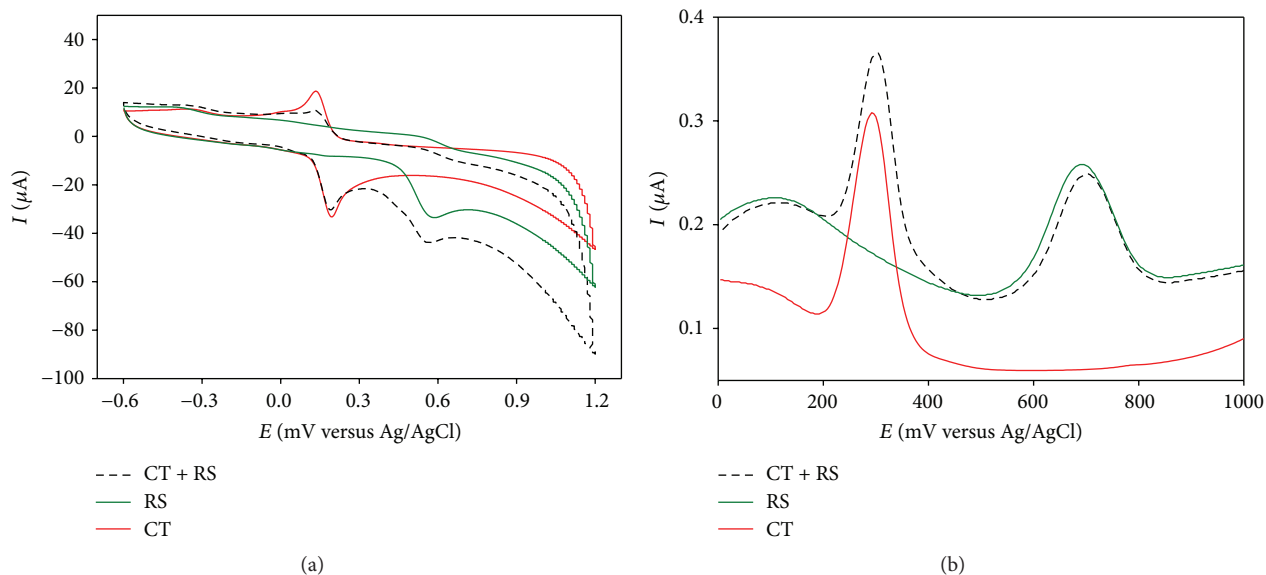 40
20
0
−20
−40
−60
−80
−100
I (μA)
−0.6 −0.3 0.0 0.3 0.6 0.9 1.2
E (mV versus Ag/AgCl)
CT + RS
RS
CT
(a)
0.4
0.3
0.2
0.1
I (μA)
0 200 400 600 800 1000
E (mV versus Ag/AgCl)
CT + RS
RS
CT
(b)